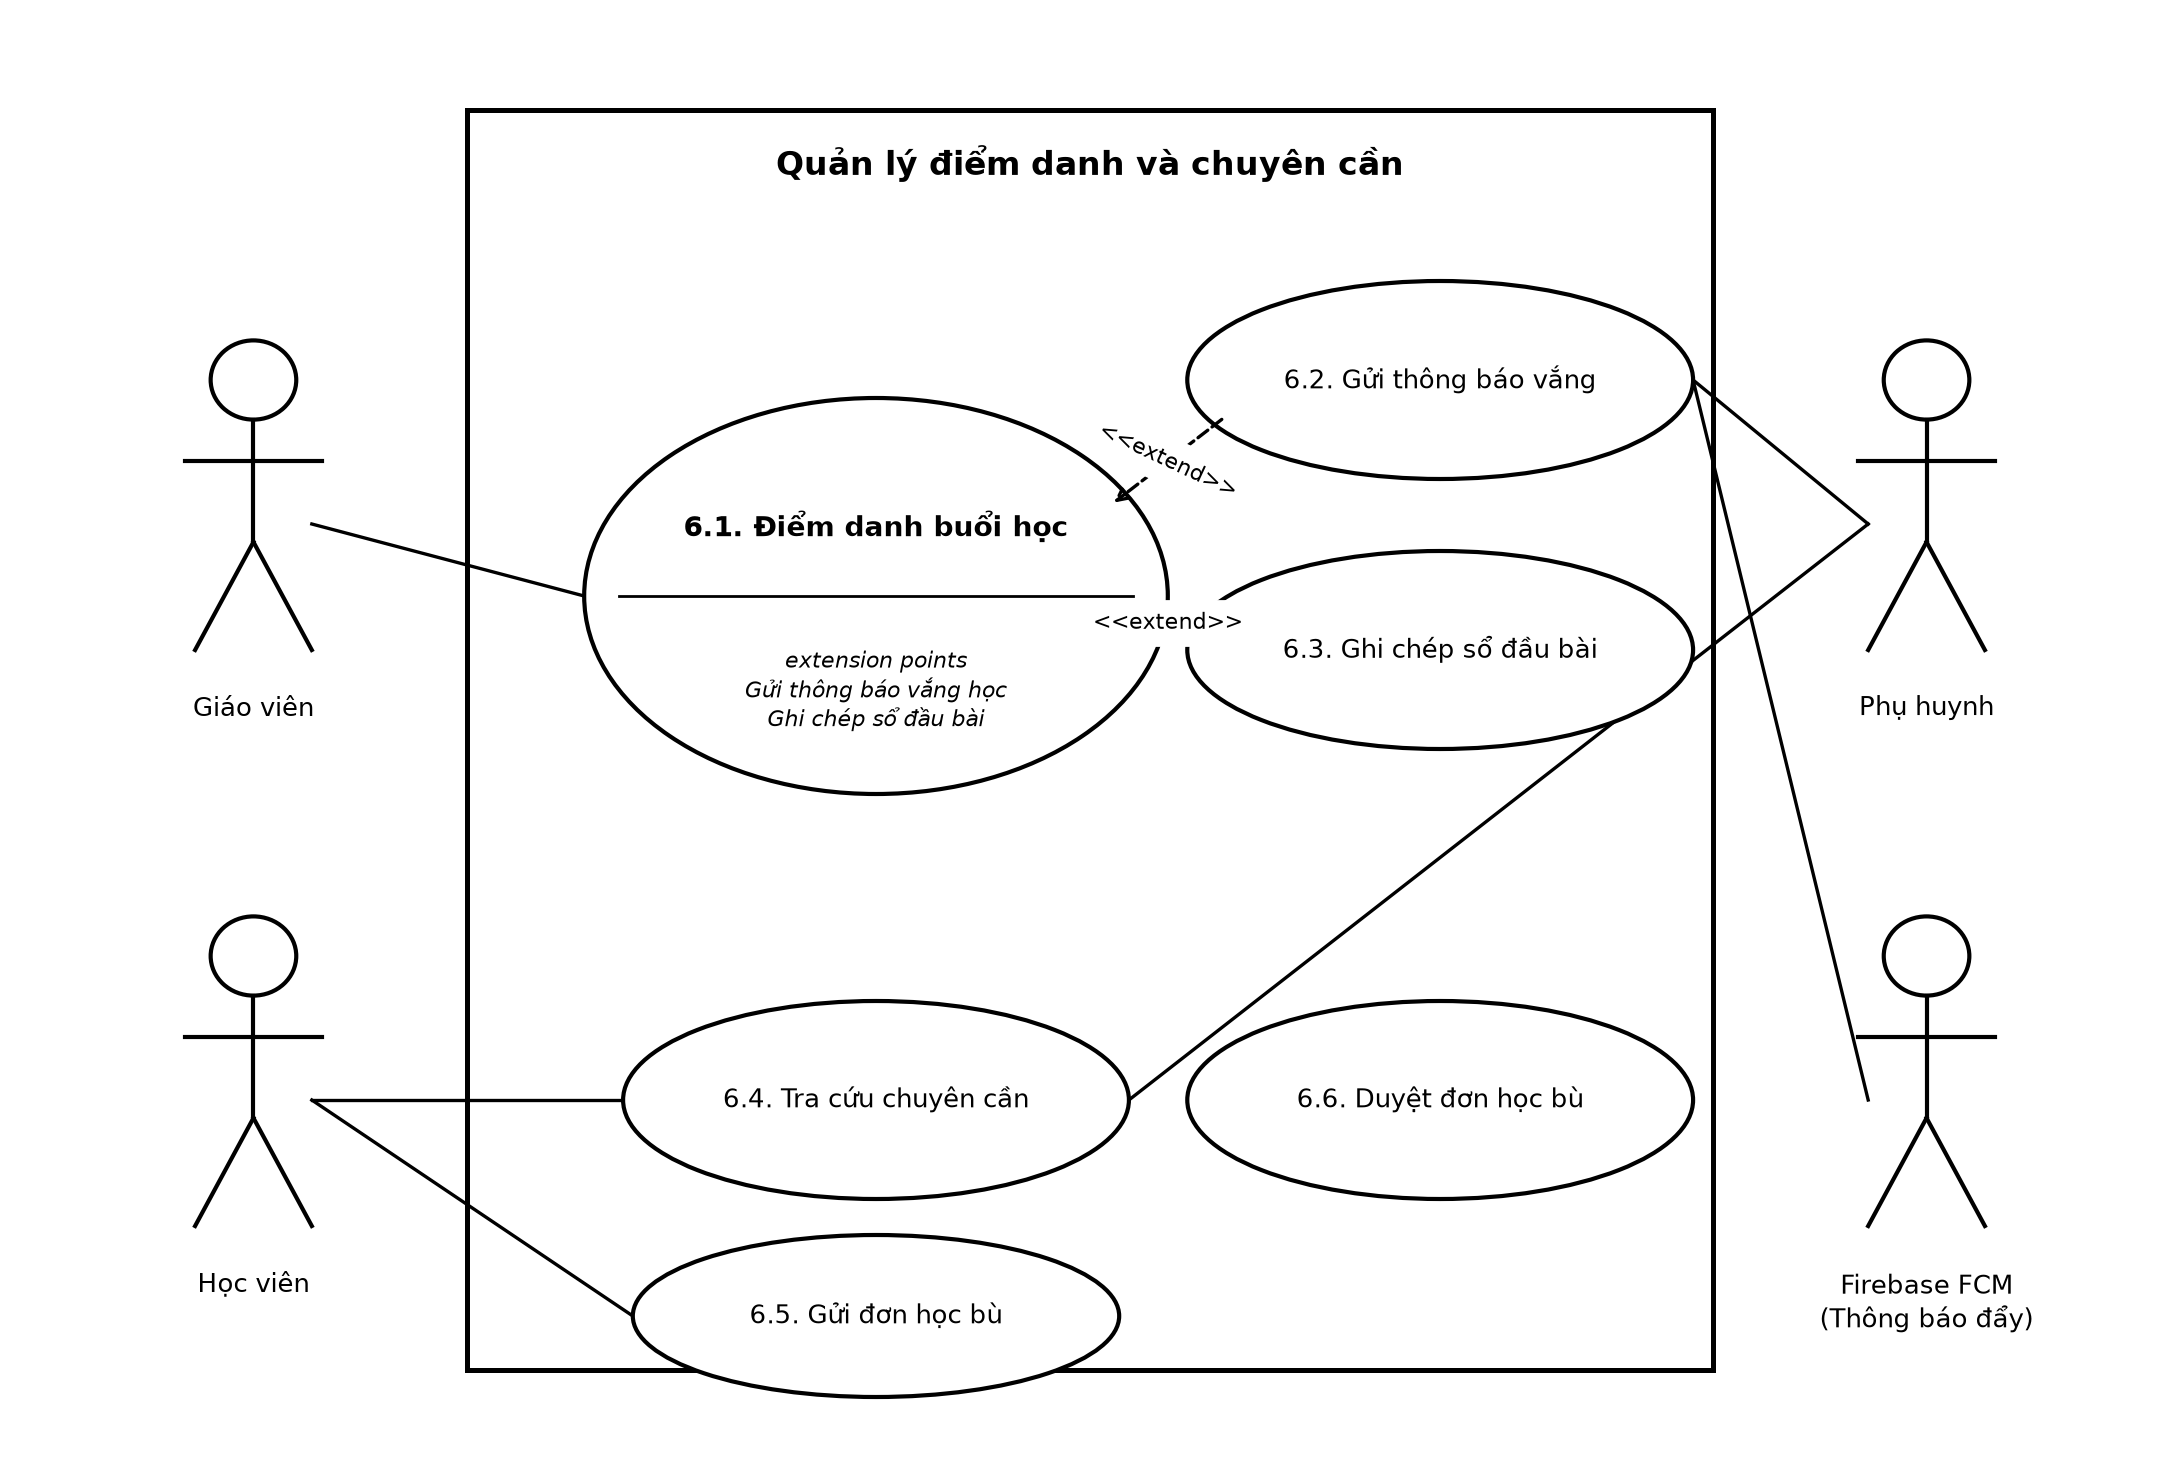 Quản lý điểm danh và chuyên cần
6.2. Gửi thông báo vắng
<<extend>>
6.1. Điểm danh buổi học
<<extend>>
extension points
Gửi thông báo vắng học
Ghi chép sổ đầu bài
6.3. Ghi chép sổ đầu bài
Giáo viên
Phụ huynh
6.4. Tra cứu chuyên cần
6.6. Duyệt đơn học bù
Học viên
Firebase FCM
(Thông báo đẩy)
6.5. Gửi đơn học bù